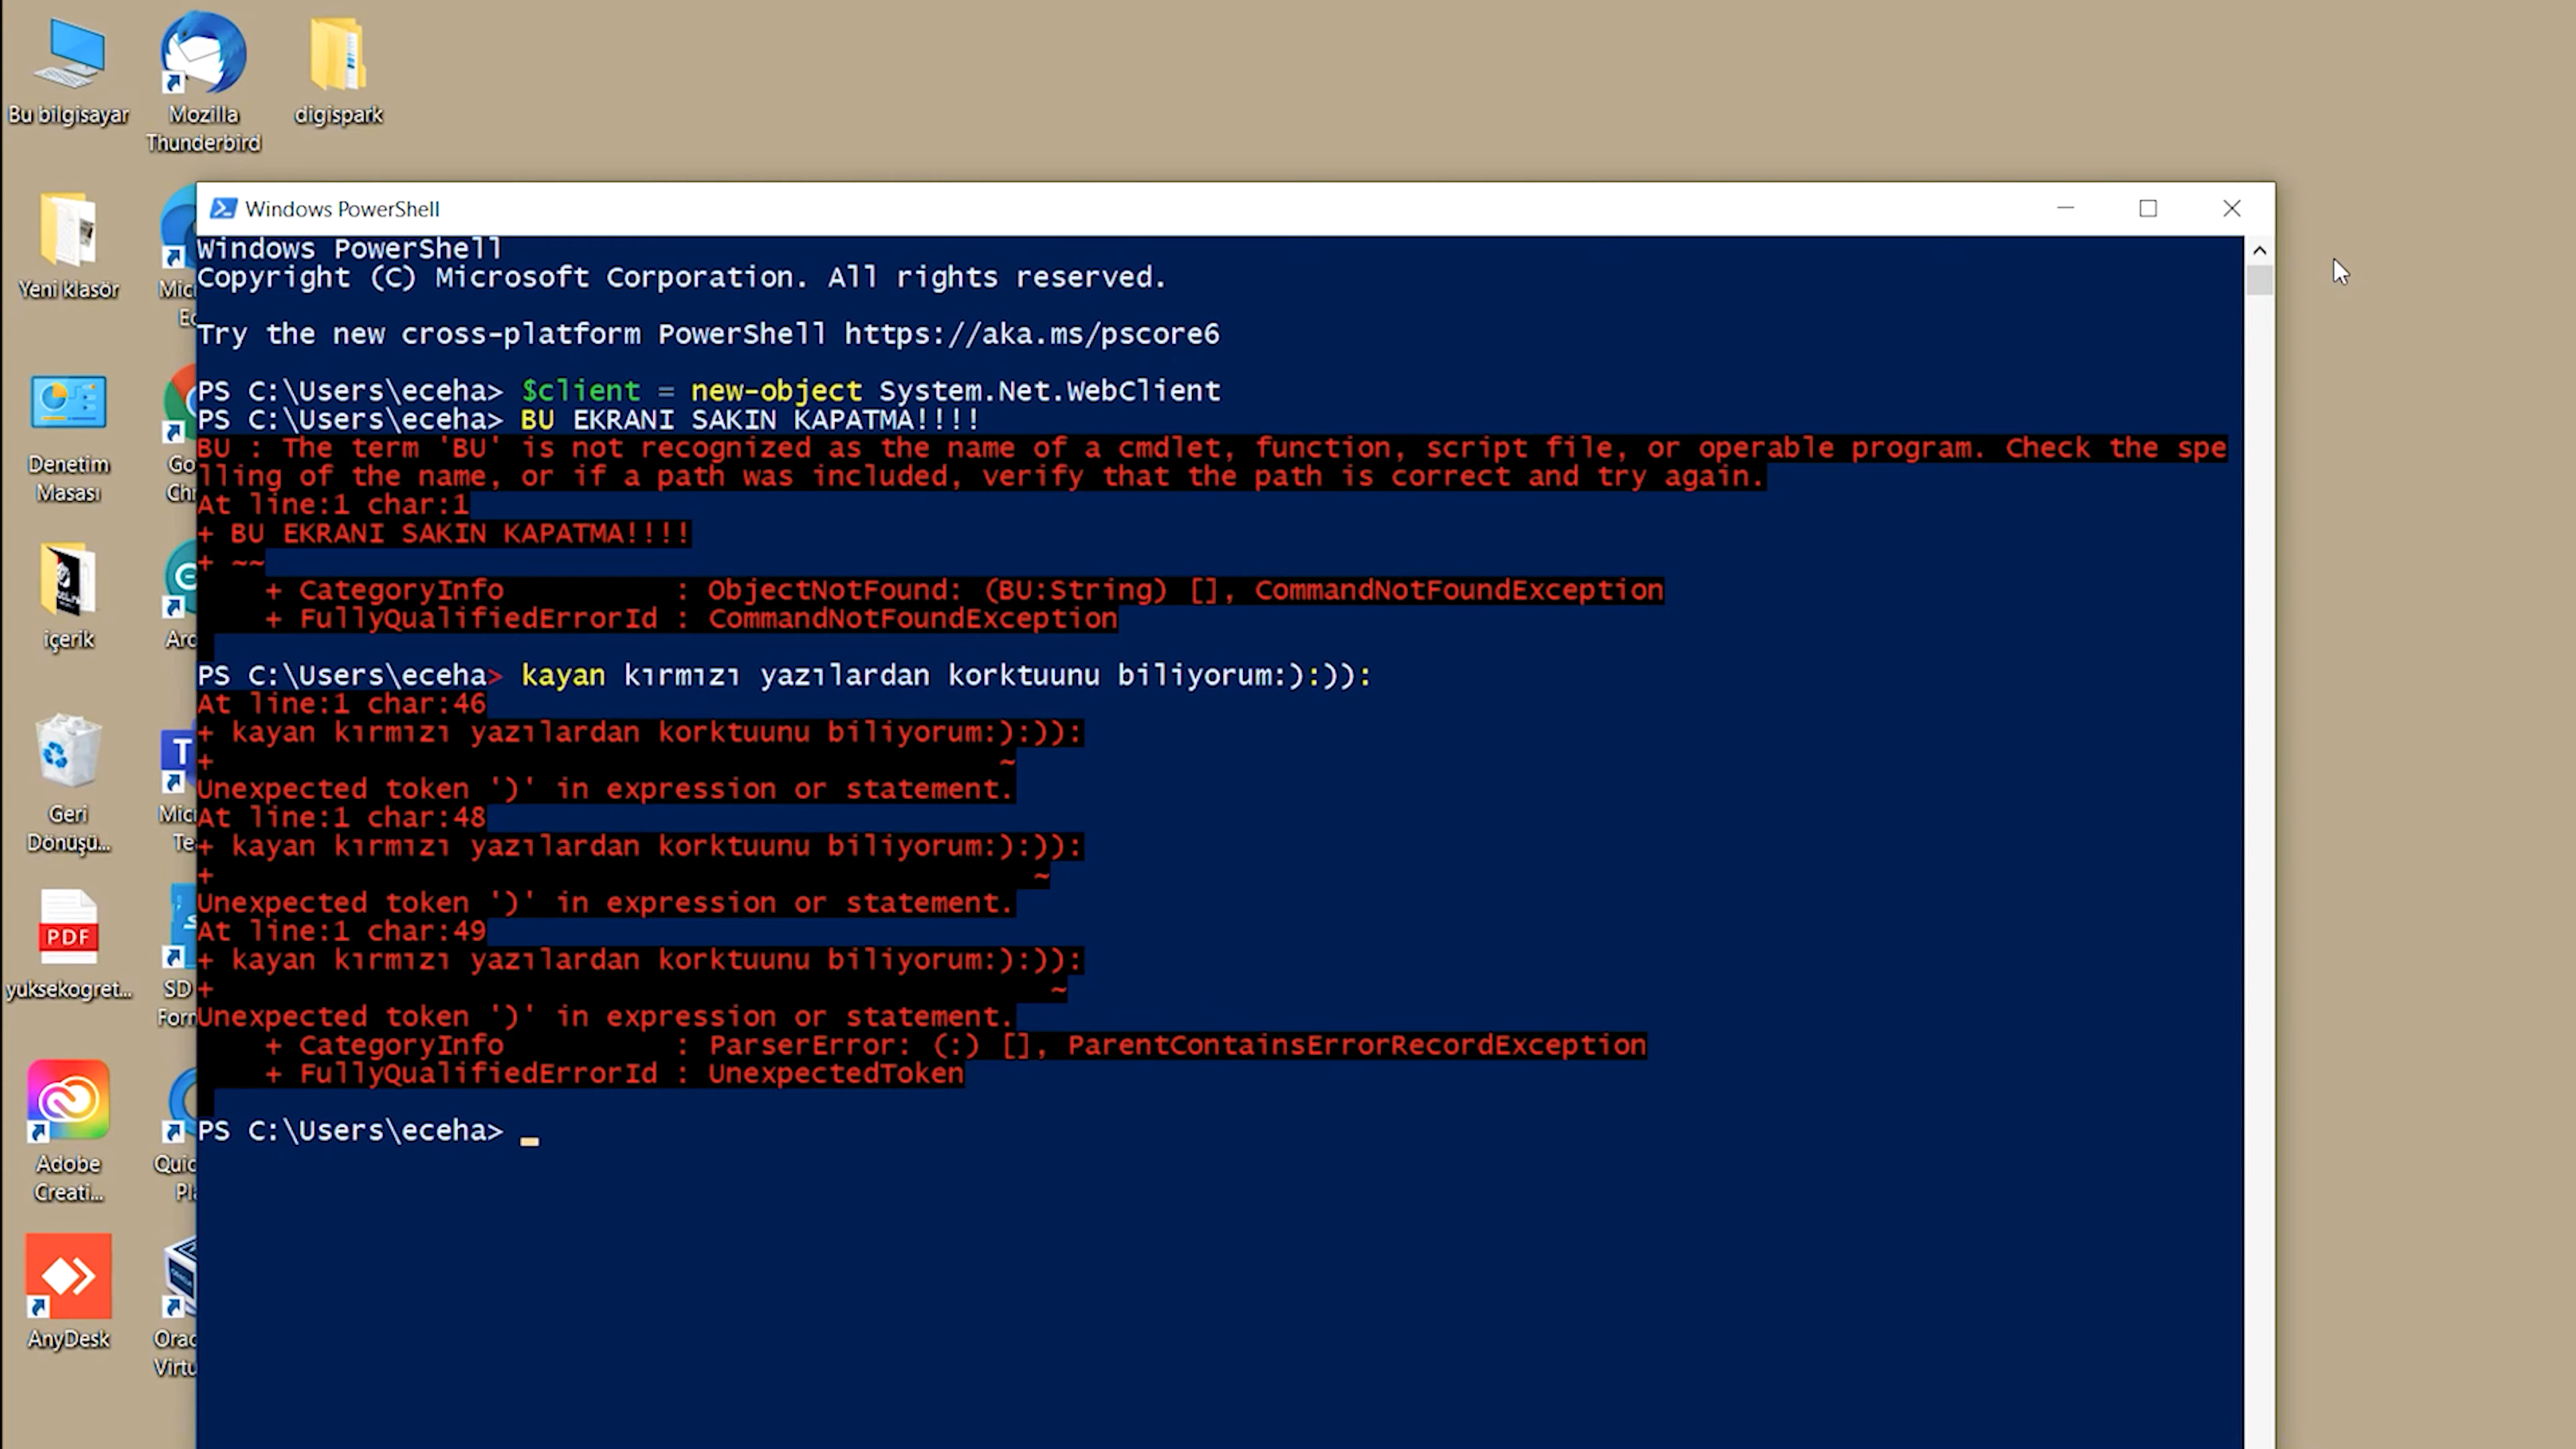 Bu bilgisayar
Mozilla
Thunderbird
digispark
Yeni klasör
Denetim
Masası
içerik
Geri
Dönüşü...
PDF
yuksekogret...
Adobe
Creati...
AnyDesk
Windows PowerShell
Windows PowerShell
Copyright (C) Microsoft Corporation. All rights reserved.
Try the new cross-platform PowerShell https://aka.ms/pscore6
PS C:\Users\eceha> $client = new-object System.Net.WebClient
PS C:\Users\eceha> BU EKRANI SAKIN KAPATMA!!!!
BU : The term 'BU' is not recognized as the name of a cmdlet, function, script file, or operable program. Check the spe
lling of the name, or if a path was included, verify that the path is correct and try again.
At line:1 char:1
+ BU EKRANI SAKIN KAPATMA!!!!
+ ~~
+ CategoryInfo : ObjectNotFound: (BU:String) [], CommandNotFoundException
+ FullyQualifiedErrorId : CommandNotFoundException
PS C:\Users\eceha> kayan kırmızı yazılardan korktuunu biliyorum:):)):
At line:1 char:46
+ kayan kırmızı yazılardan korktuunu biliyorum:):)):
+ ~
Unexpected token ')' in expression or statement.
At line:1 char:48
+ kayan kırmızı yazılardan korktuunu biliyorum:):)):
+ ~
Unexpected token ')' in expression or statement.
At line:1 char:49
+ kayan kırmızı yazılardan korktuunu biliyorum:):)):
+ ~
Unexpected token ')' in expression or statement.
+ CategoryInfo : ParserError: (:) [], ParentContainsErrorRecordException
+ FullyQualifiedErrorId : UnexpectedToken
PS C:\Users\eceha>